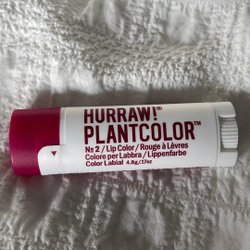 HURRAW!®
PLANTCOLOR™
№ 2 / Lip Color / Rouge à Lèvres
Colore per Labbra / Lippenfarbe
Color Labial 4.8g/.17oz